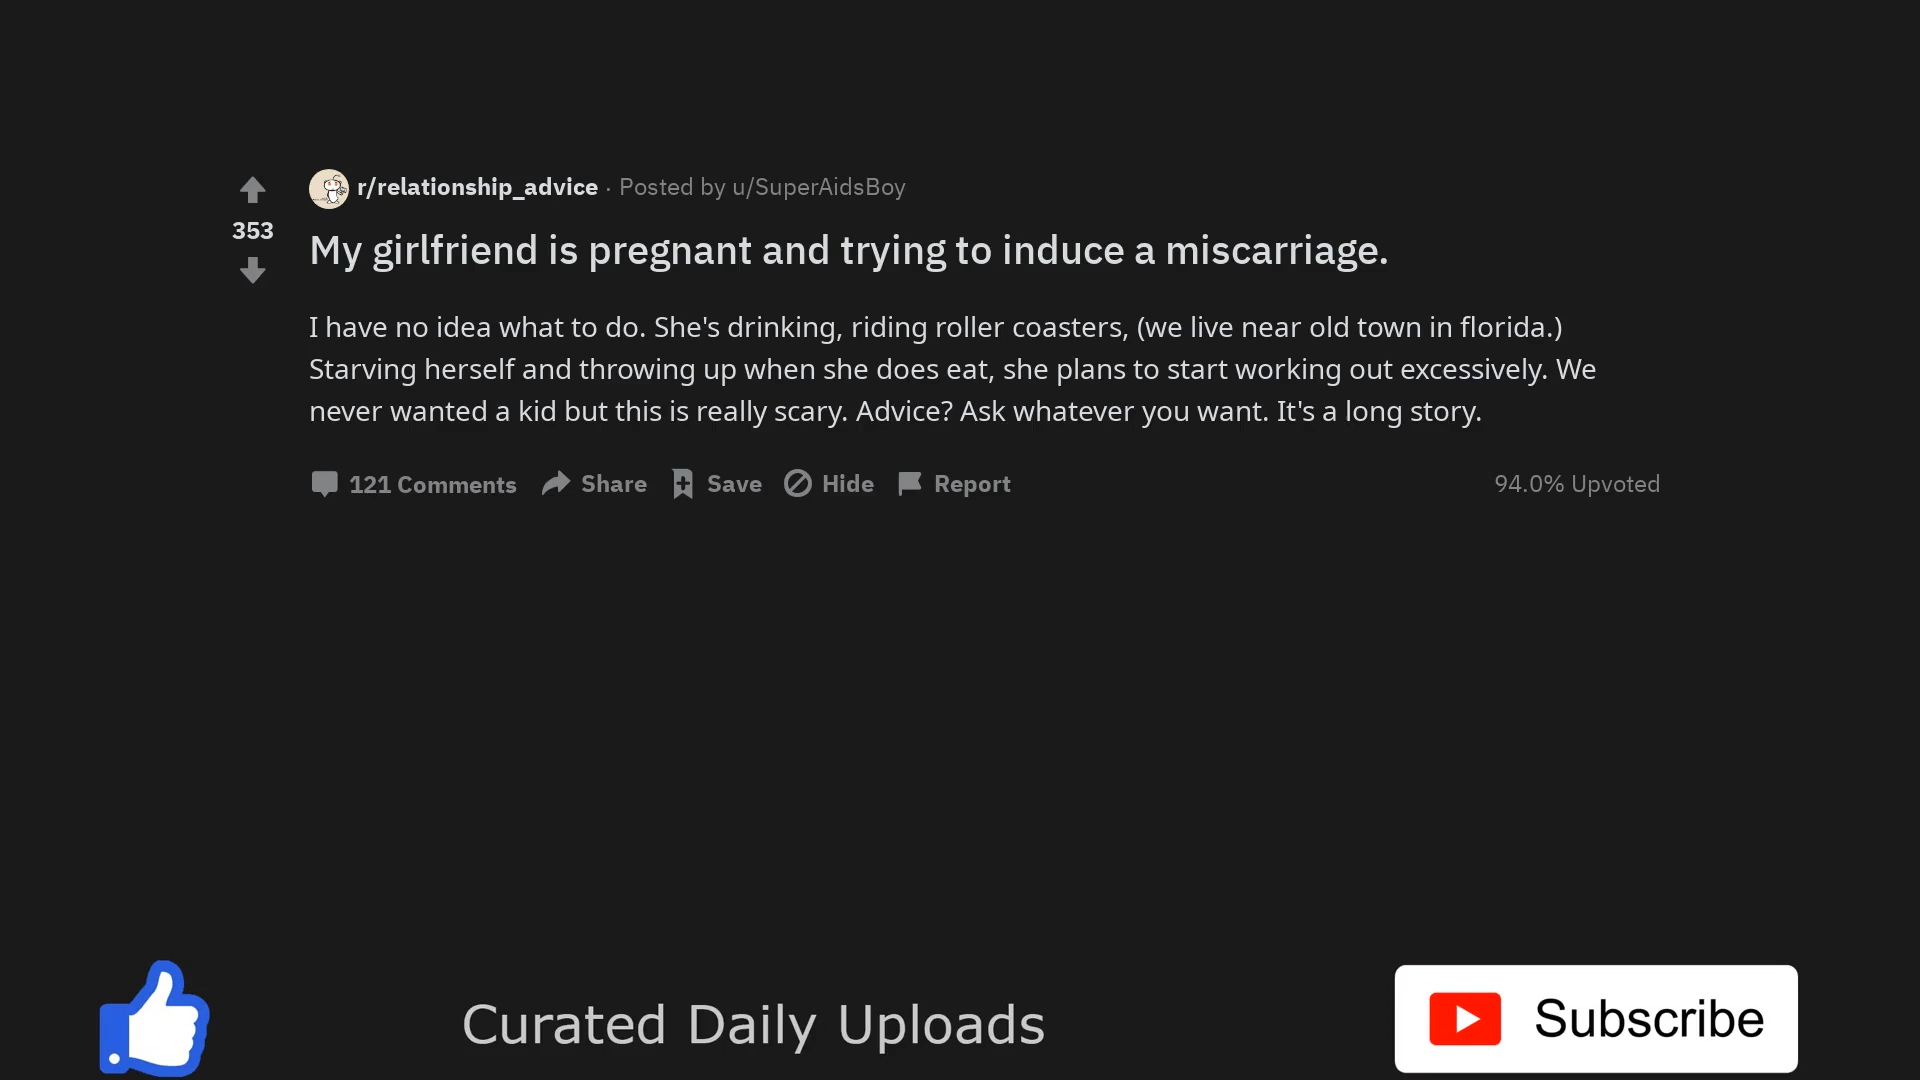 r/relationship_advice · Posted by u/SuperAidsBoy
353
My girlfriend is pregnant and trying to induce a miscarriage.
I have no idea what to do. She's drinking, riding roller coasters, (we live near old town in florida.)
Starving herself and throwing up when she does eat, she plans to start working out excessively. We
never wanted a kid but this is really scary. Advice? Ask whatever you want. It's a long story.
121 Comments Share Save Hide Report 94.0% Upvoted
Curated Daily Uploads
Subscribe